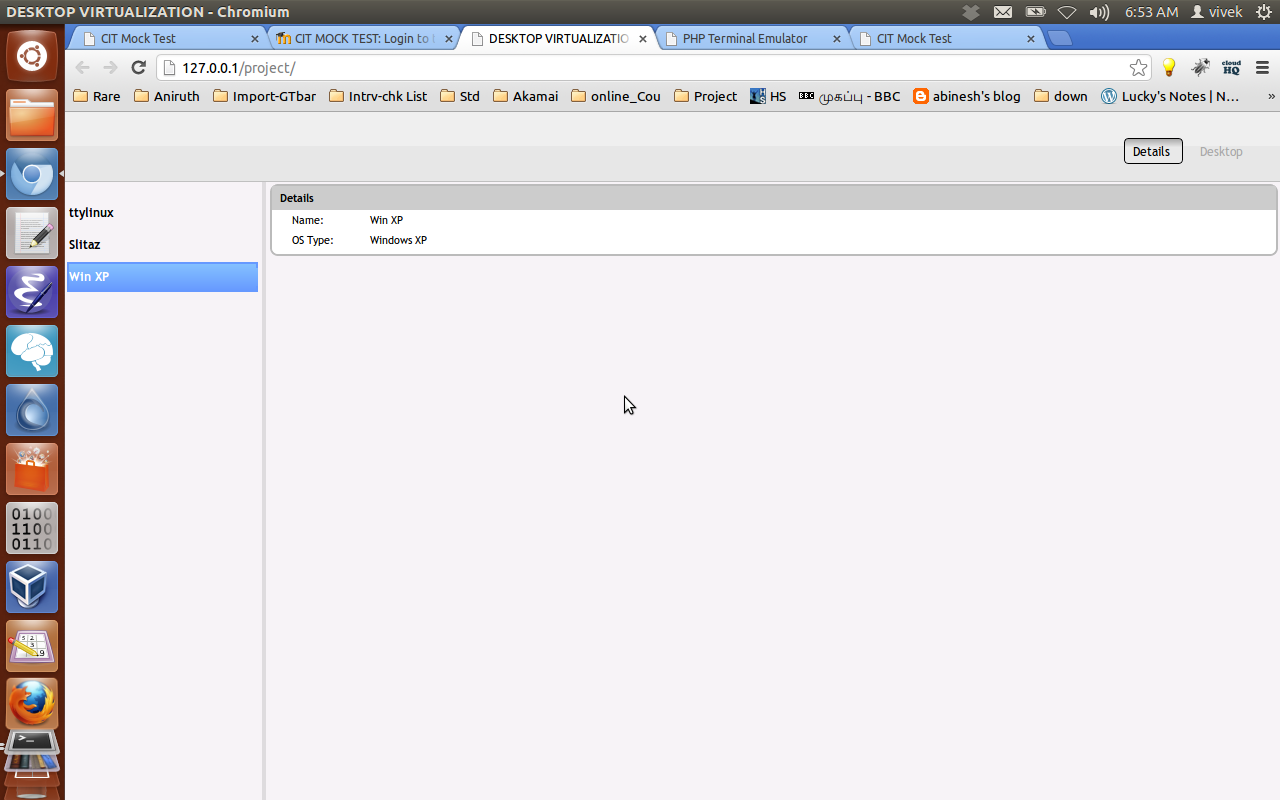 DESKTOP VIRTUALIZATION - Chromium
6:53 AM
vivek
CIT Mock Test
CIT MOCK TEST: Login to
DESKTOP VIRTUALIZATIO
PHP Terminal Emulator
CIT Mock Test
127.0.0.1/project/
cloud
HQ
Rare
Aniruth
Import-GTbar
Intrv-chk List
Std
Akamai
online_Cou
Project
HS
BBC
முகப்பு - BBC
abinesh's blog
down
Lucky's Notes | N...
»
Details
Desktop
ttylinux
Slitaz
Win XP
Details
Name: Win XP
OS Type: Windows XP
0100
1100
0110